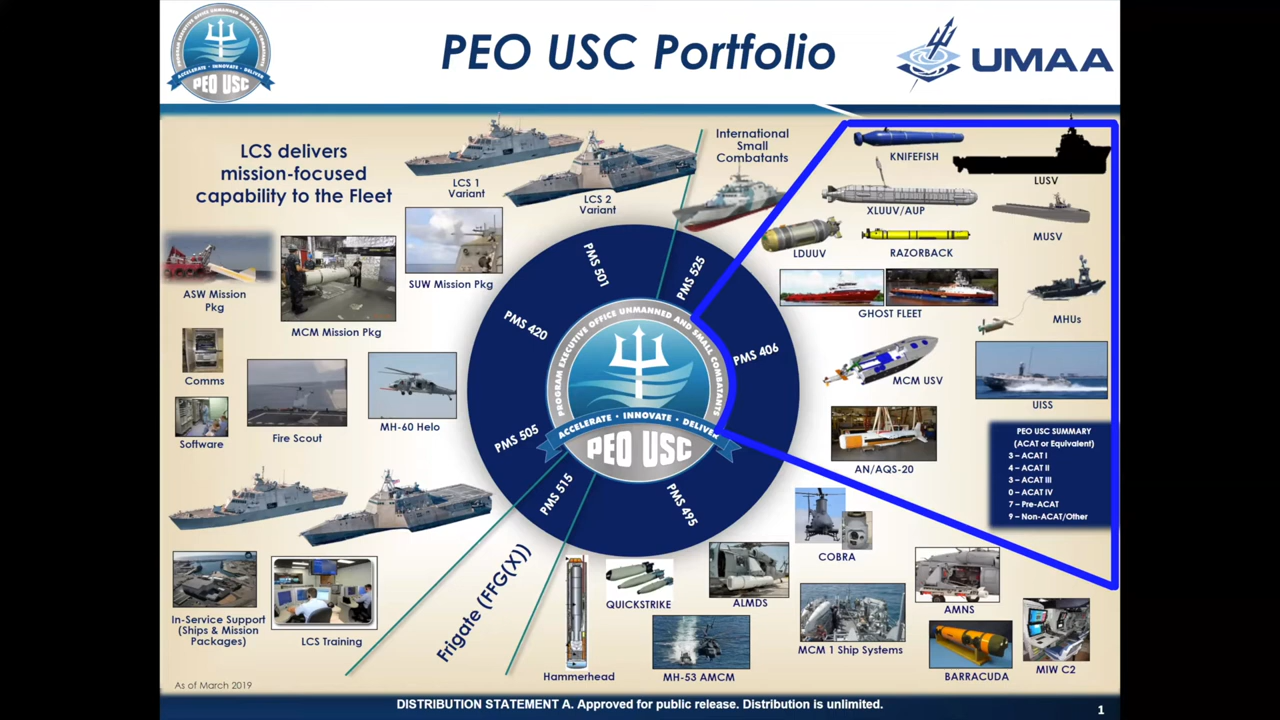 PEO USC Portfolio
PROGRAM EXECUTIVE OFFICE UNMANNED AND SMALL COMBATANTS
ACCELERATE • INNOVATE • DELIVER
PEO USC
UMAA
LCS delivers
mission-focused
capability to the Fleet
LCS 1
Variant
LCS 2
Variant
International
Small
Combatants
KNIFEFISH
LUSV
XLUUV/AUP
MUSV
LDUUV
RAZORBACK
GHOST FLEET
MHUs
MCM USV
UISS
AN/AQS-20
PEO USC SUMMARY
(ACAT or Equivalent)
3 – ACAT I
4 – ACAT II
3 – ACAT III
0 – ACAT IV
7 – Pre-ACAT
9 – Non-ACAT/Other
ASW Mission
Pkg
MCM Mission Pkg
SUW Mission Pkg
Comms
Software
Fire Scout
MH-60 Helo
PMS 501
PMS 525
PMS 420
PMS 406
PMS 505
PMS 515
PMS 495
PROGRAM EXECUTIVE OFFICE UNMANNED AND SMALL COMBATANTS
ACCELERATE • INNOVATE • DELIVER
PEO USC
In-Service Support
(Ships & Mission
Packages)
LCS Training
Frigate (FFG(X))
Hammerhead
QUICKSTRIKE
ALMDS
MH-53 AMCM
COBRA
MCM 1 Ship Systems
AMNS
BARRACUDA
MIW C2
As of March 2019
DISTRIBUTION STATEMENT A. Approved for public release. Distribution is unlimited.
1